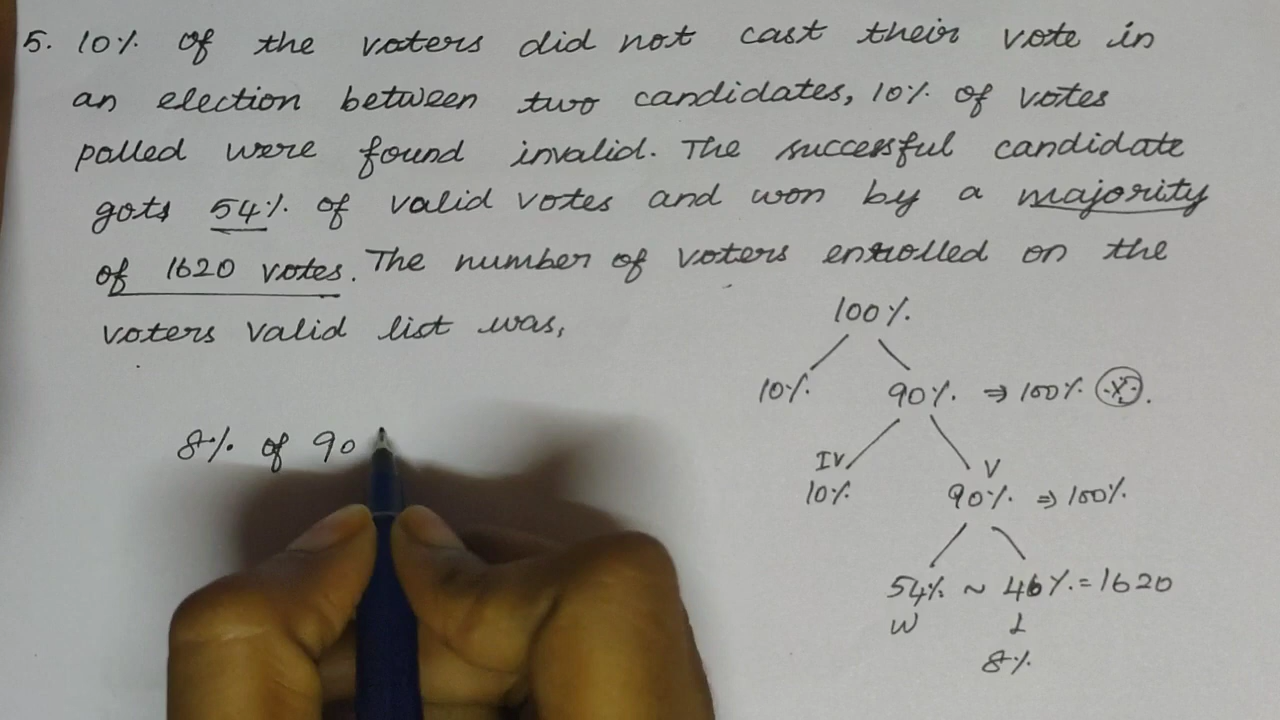 5. 10% of the voters did not cast their vote in
an election between two candidates, 10% of votes
polled were found invalid. The successful candidate
gots 54% of valid votes and won by a majority
of 1620 votes. The number of voters enrolled on the
voters valid list was,
100%.
10%. 90%. ⇒ 100%.
IV V
10%. 90%. ⇒ 100%.
54% ~ 46%. = 1620
W L
8%.
8%. of 90